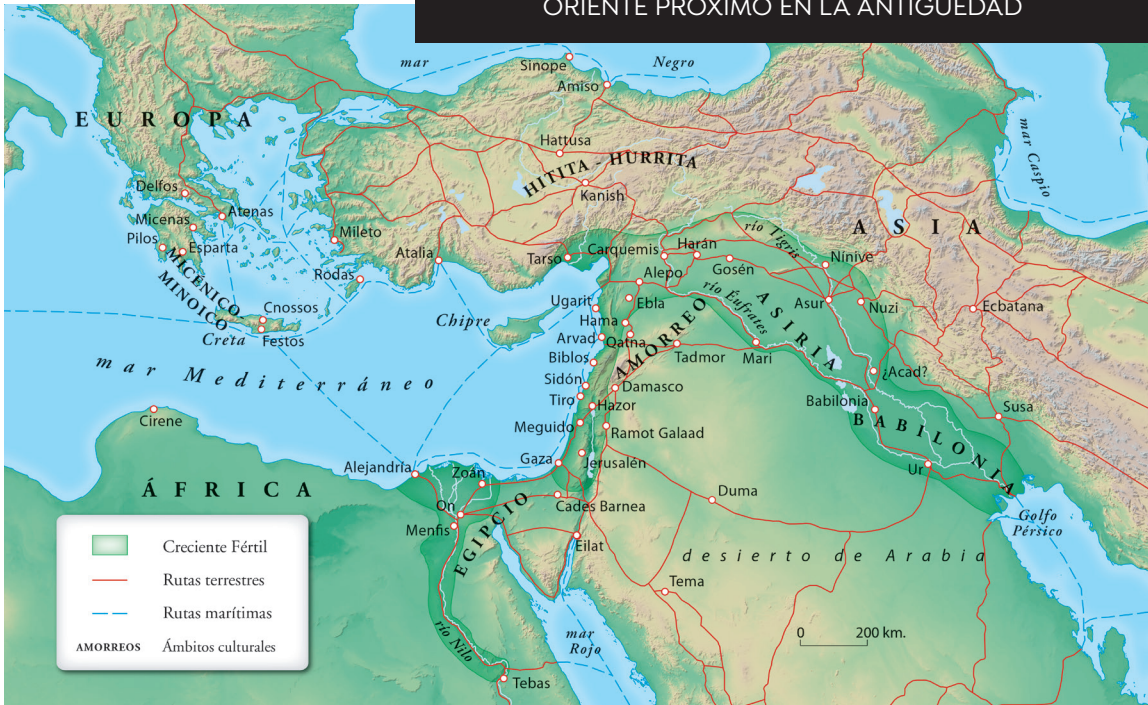 ORIENTE PRÓXIMO EN LA ANTIGÜEDAD
mar
Negro
Sinope
Amiso
EUROPA
mar Caspio
Hattusa
HITITA - HURRITA
Kanish
Delfos
Atenas
Micenas
Pilos
Esparta
Mileto
MICÉNICO-
MINOICO
Rodas
Atalia
Tarso
Carquemis
Harán
río Tigris
ASIA
Gosén
Nínive
Alepo
río Éufrates
ASIRIA
Asur
Nuzi
Ecbatana
Cnossos
Creta
Festos
Chipre
Ugarit
Ebla
Hama
Arvad
Qatna
AMORREO
Tadmor
Mari
Biblos
Sidón
Damasco
¿Acad?
mar Mediterráneo
Tiro
Hazor
Babilonia
Susa
Cirene
Meguido
Ramot Galaad
BABILONIA
Gaza
Jerusalén
Ur
Alejandría
Zoán
ÁFRICA
On
Cades Barnea
Duma
Menfis
EGIPCIO
Golfo
Pérsico
Eilat
desierto de Arabia
Tema
río Nilo
mar
Rojo
0 200 km.
Tebas
Creciente Fértil
Rutas terrestres
Rutas marítimas
AMORREOS Ámbitos culturales